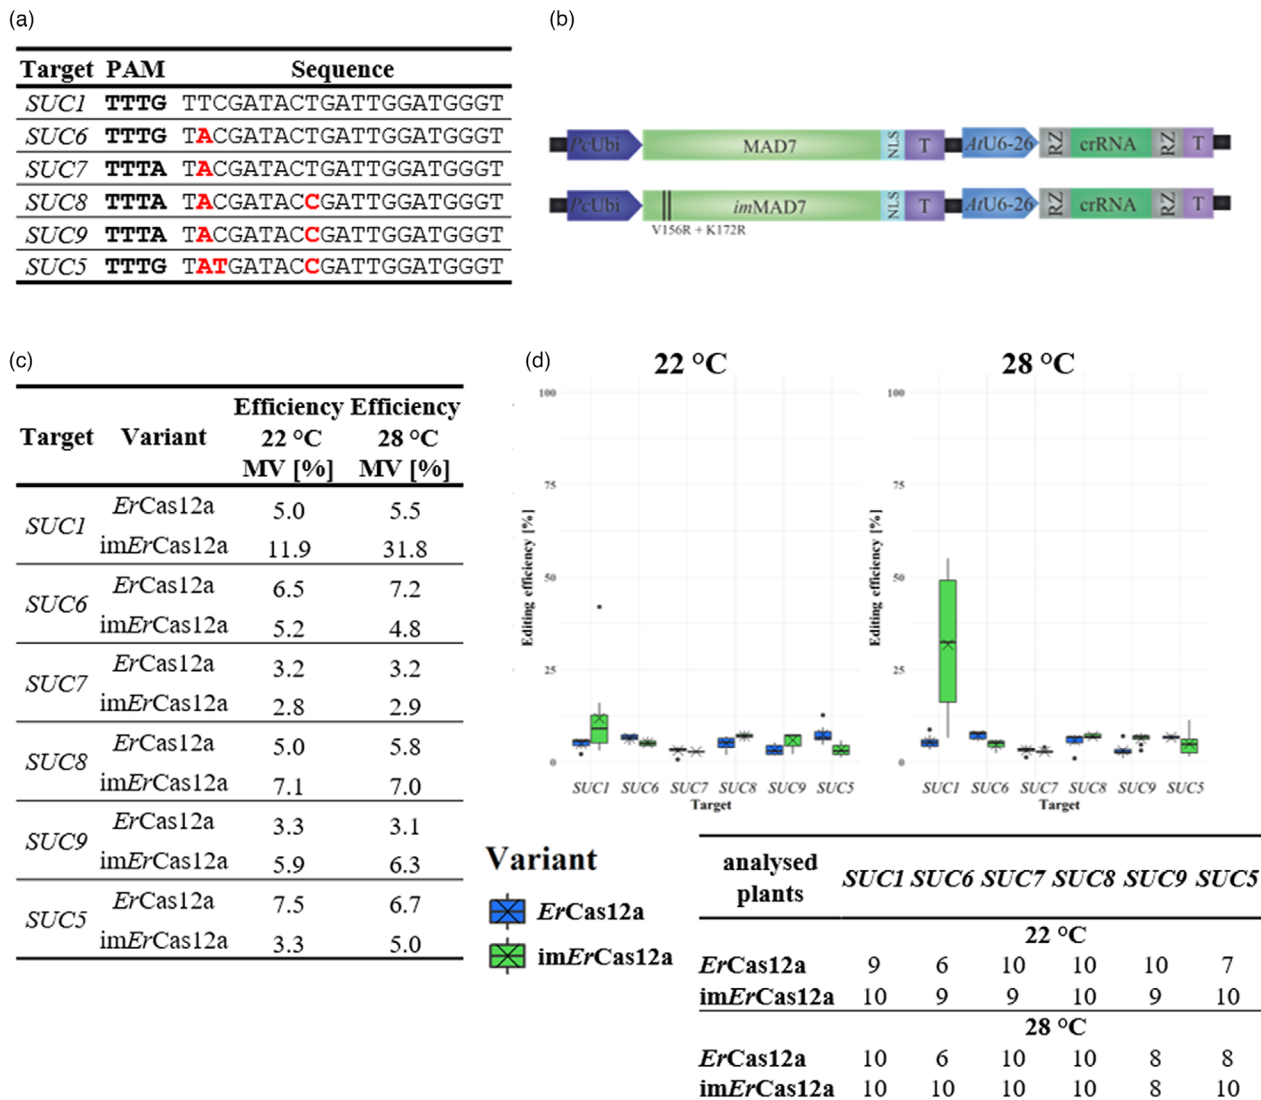 (a)
Target PAM Sequence
SUC1 TTTG TTCGATACTGATTGGATGGGT
SUC6 TTTG TACGATACTGATTGGATGGGT
SUC7 TTTA TACGATACTGATTGGATGGGT
SUC8 TTTA TACGATACCGATTGGATGGGT
SUC9 TTTA TACGATACCGATTGGATGGGT
SUC5 TTTG TATGATACCGATTGGATGGGT
(b)
PcUbi MAD7 NLS T AtU6-26 RZ crRNA RZ T
PcUbi imMAD7 NLS T AtU6-26 RZ crRNA RZ T
V156R + K172R
(c)
Efficiency Efficiency
Target Variant 22 °C 28 °C
MV [%] MV [%]
SUC1
ErCas12a 5.0 5.5
imErCas12a 11.9 31.8
SUC6
ErCas12a 6.5 7.2
imErCas12a 5.2 4.8
SUC7
ErCas12a 3.2 3.2
imErCas12a 2.8 2.9
SUC8
ErCas12a 5.0 5.8
imErCas12a 7.1 7.0
SUC9
ErCas12a 3.3 3.1
imErCas12a 5.9 6.3
SUC5
ErCas12a 7.5 6.7
imErCas12a 3.3 5.0
(d)
22 °C
Editing efficiency [%]
100
75
50
25
0
SUC1 SUC6 SUC7 SUC8 SUC9 SUC5
Target
28 °C
Editing efficiency [%]
100
75
50
25
0
SUC1 SUC6 SUC7 SUC8 SUC9 SUC5
Target
Variant
ErCas12a
imErCas12a
analysed
plants
SUC1 SUC6 SUC7 SUC8 SUC9 SUC5
22 °C
ErCas12a 9 6 10 10 10 7
imErCas12a 10 9 9 10 9 10
28 °C
ErCas12a 10 6 10 10 8 8
imErCas12a 10 10 10 10 8 10